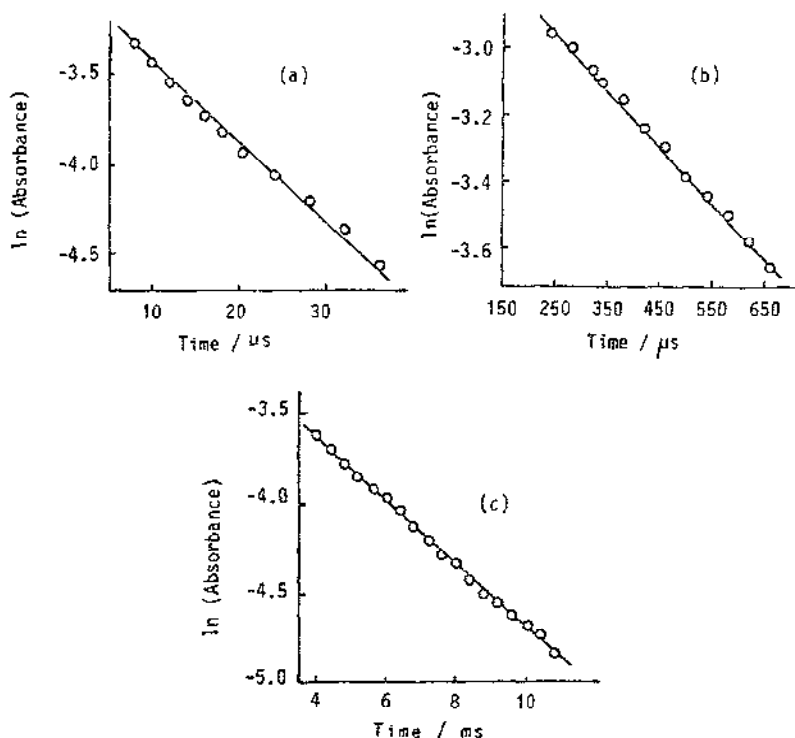 (a)
ln (Absorbance)
-3.5
-4.0
-4.5
10 20 30
Time / μs
(b)
ln(Absorbance)
-3.0
-3.2
-3.4
-3.6
150 250 350 450 550 650
Time / μs
(c)
ln (Absorbance)
-3.5
-4.0
-4.5
-5.0
4 6 8 10
Time / ms